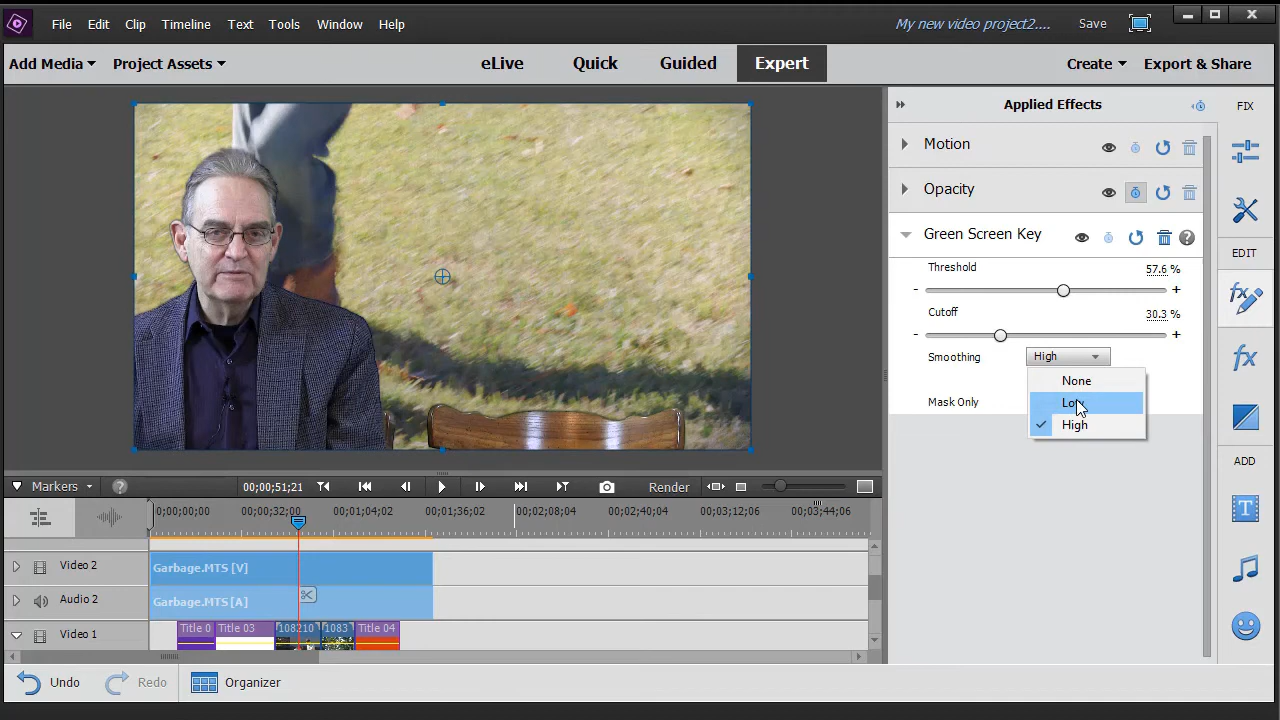 File Edit Clip Timeline Text Tools Window Help
My new video project2.... Save
Add Media Project Assets eLive Quick Guided Expert Create Export & Share
Applied Effects
FIX
Motion
Opacity
Green Screen Key
EDIT
Threshold 57.6 %
- +
Cutoff 30.3 %
- +
Smoothing High
None
Mask Only
Low
High
ADD
Markers 00;00;51;21 Render
0;00;00;00 00;00;32;00 00;01;04;02 00;01;36;02 00;02;08;04 00;02;40;04 00;03;12;06 00;03;44;06
Video 2 Garbage.MTS [V]
Audio 2 Garbage.MTS [A]
Video 1 Title 0 Title 03 108210 1083 Title 04
Undo Redo Organizer